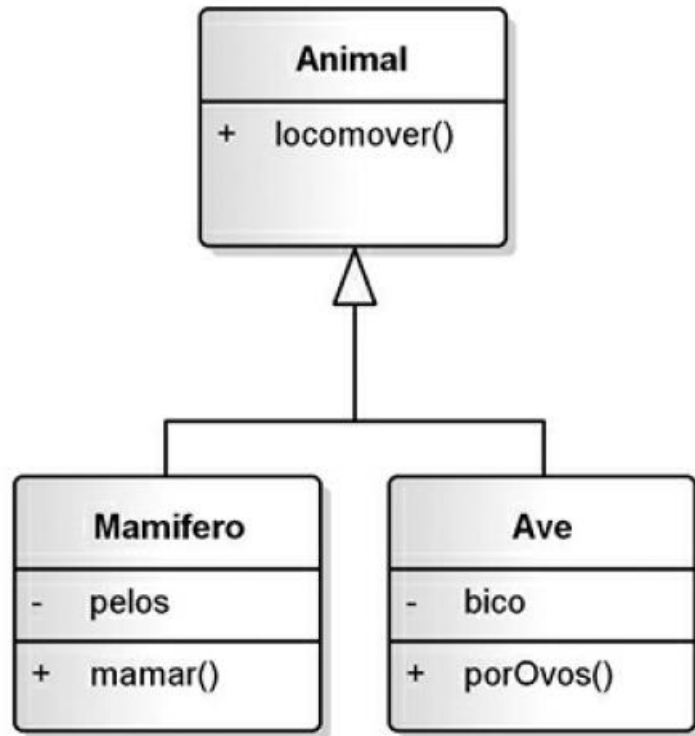 Animal
+ locomover()
Mamifero
- pelos
+ mamar()
Ave
- bico
+ porOvos()